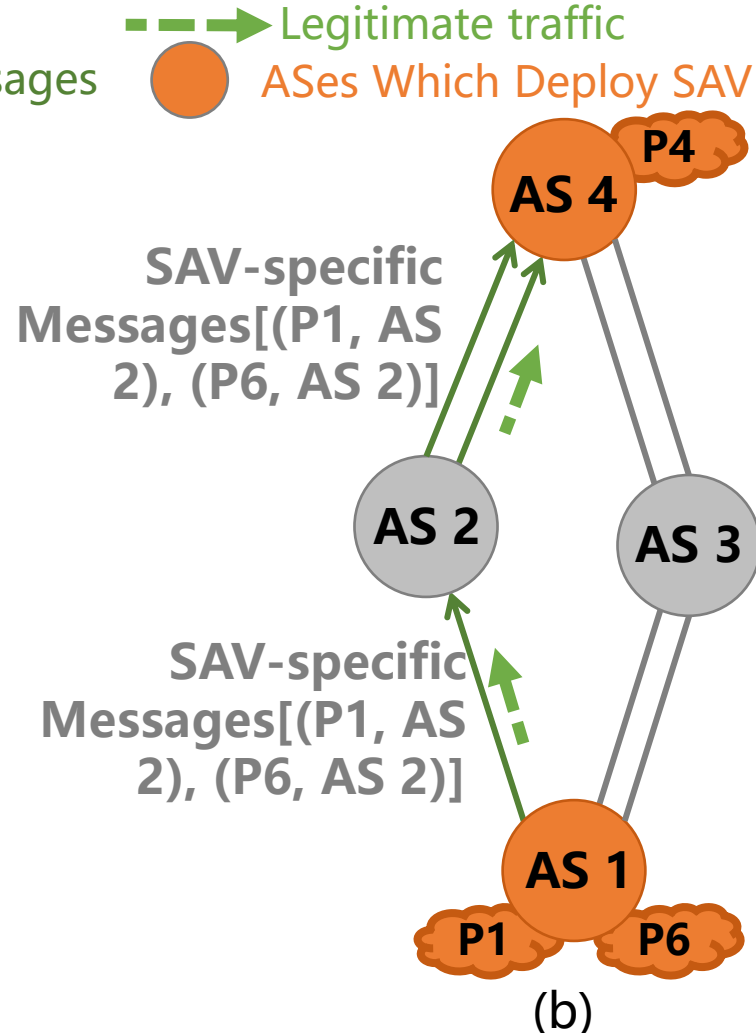 Legitimate traffic
ASes Which Deploy SAV
P4
AS 4
SAV-specific
Messages[(P1, AS
2), (P6, AS 2)]
AS 2
AS 3
SAV-specific
Messages[(P1, AS
2), (P6, AS 2)]
AS 1
P1
P6
(b)